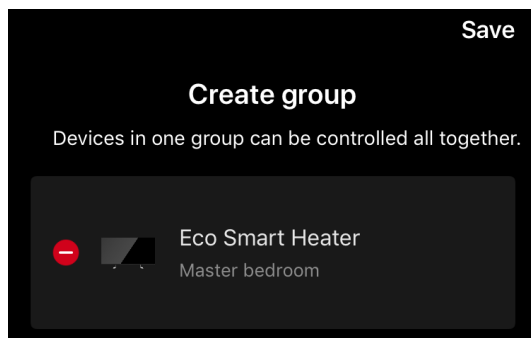 Save
Create group
Devices in one group can be controlled all together.
Eco Smart Heater
Master bedroom